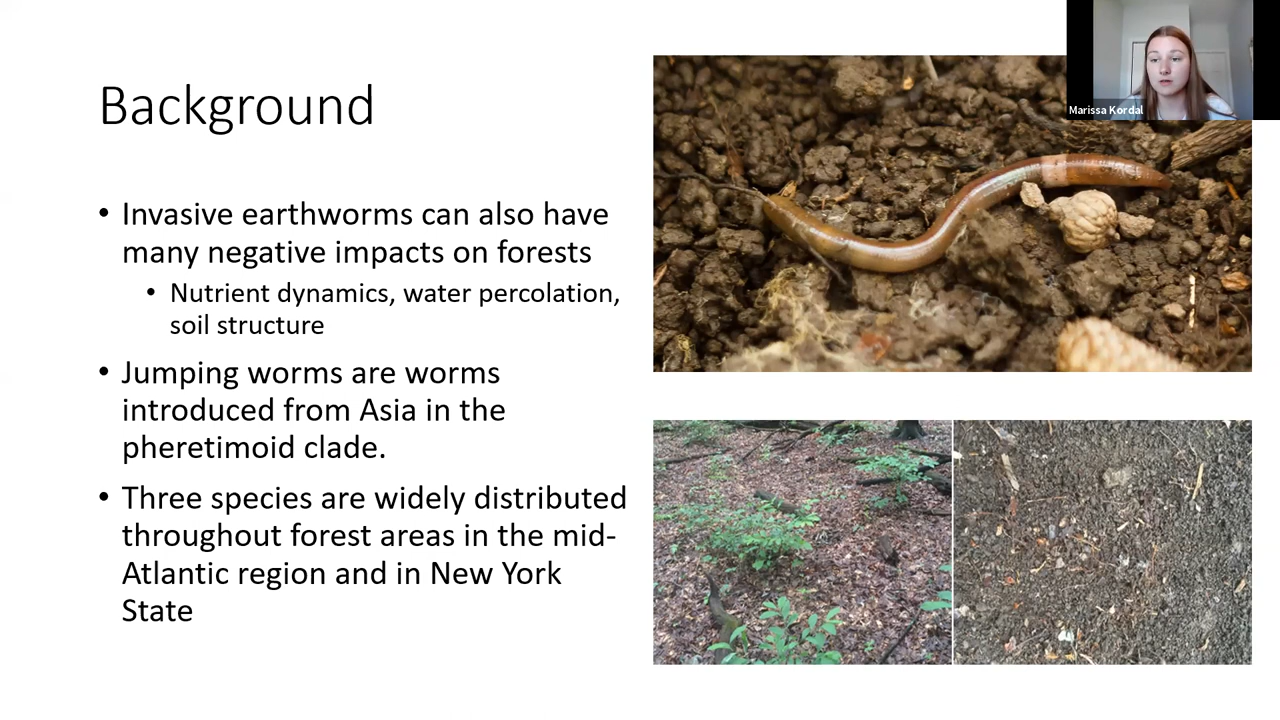 Background
Marissa Kordal
• Invasive earthworms can also have
many negative impacts on forests
• Nutrient dynamics, water percolation,
soil structure
• Jumping worms are worms
introduced from Asia in the
pheretimoid clade.
• Three species are widely distributed
throughout forest areas in the mid-
Atlantic region and in New York
State